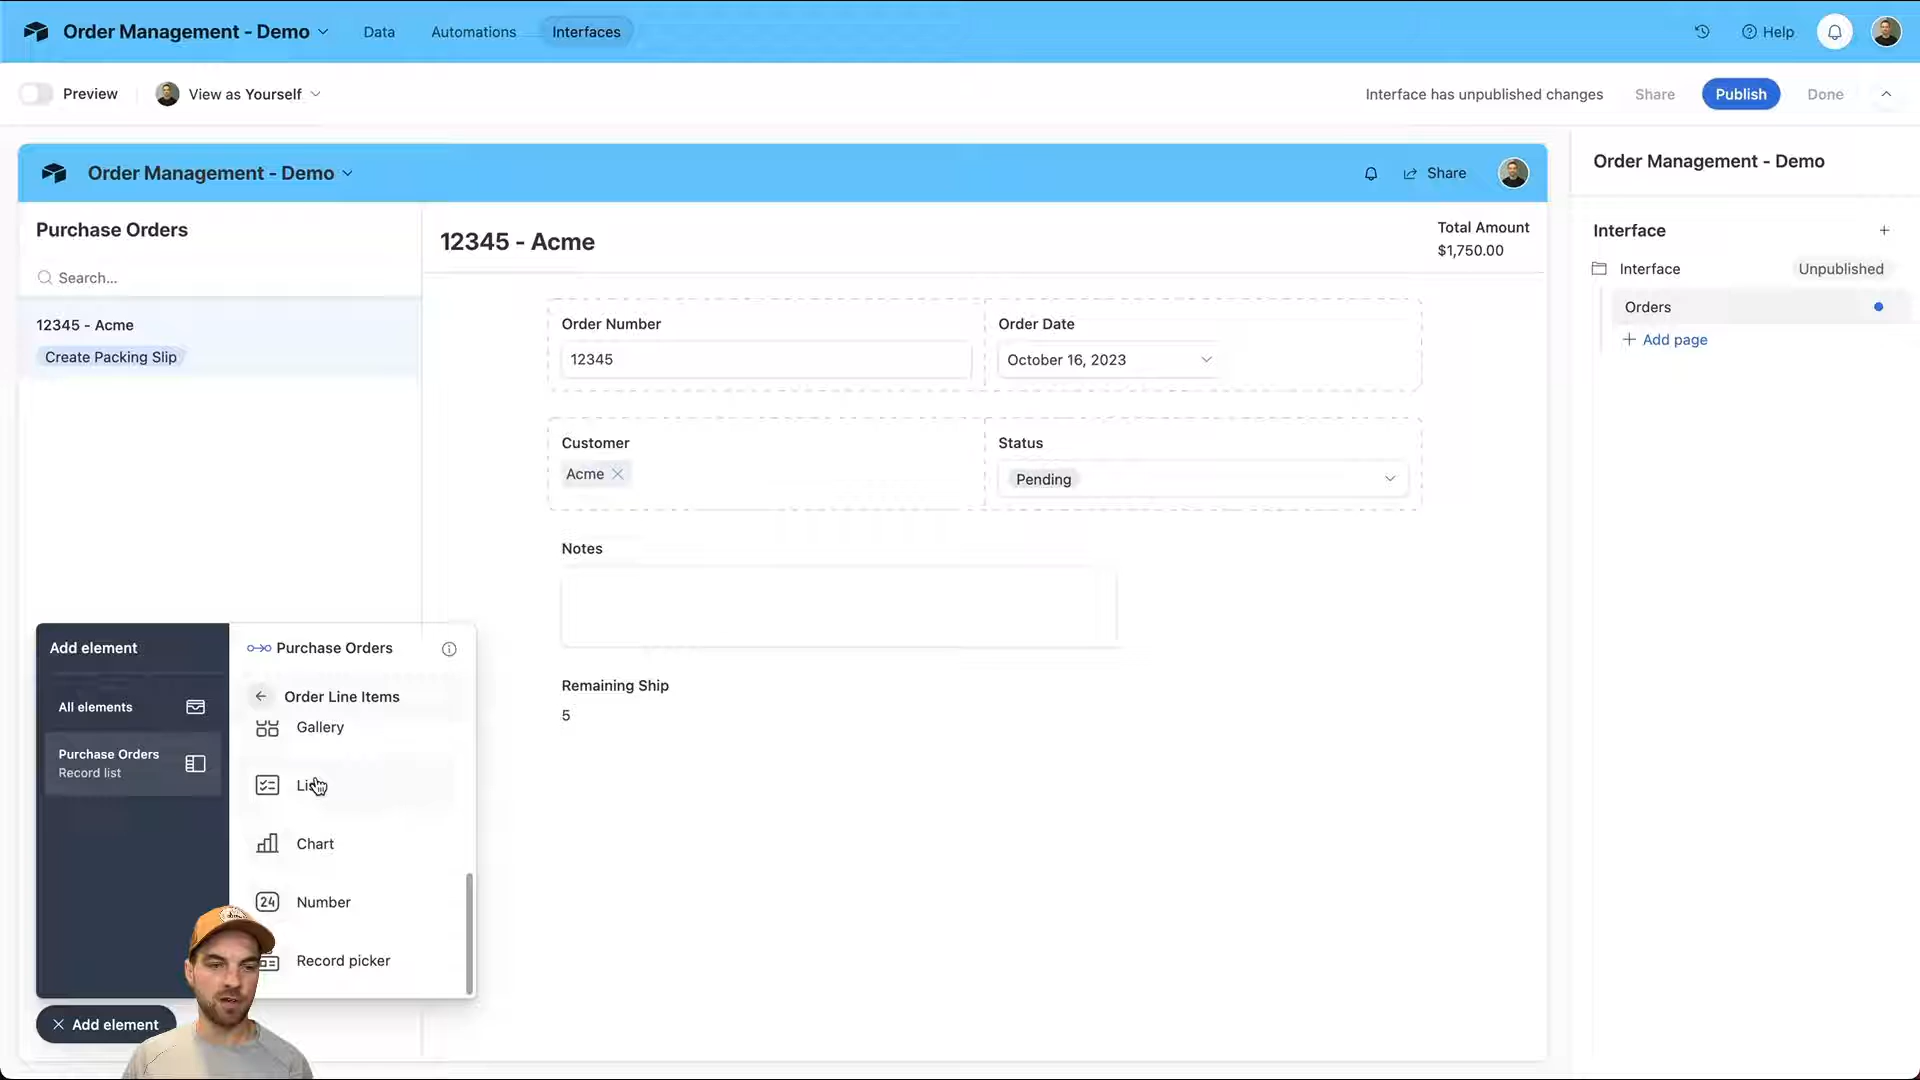 Order Management - Demo
Data
Automations
Interfaces
Help
Preview
View as Yourself
Interface has unpublished changes
Share
Publish
Done
Order Management - Demo
Share
Purchase Orders
Search...
12345 - Acme
Create Packing Slip
12345 - Acme
Total Amount
$1,750.00
Order Number
12345
Order Date
October 16, 2023
Customer
Acme
Status
Pending
Notes
Remaining Ship
5
Add element
All elements
Purchase Orders
Record list
Purchase Orders
Order Line Items
Gallery
Chart
24
Number
Record picker
Add element
Order Management - Demo
Interface
Interface
Unpublished
Orders
Add page